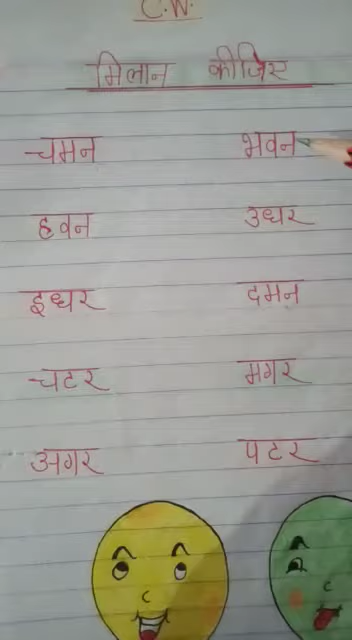 C.W.
मिलान कीजिए
चमन भवन
हवन उधर
इधर दमन
चटर मगर
अगर पटर